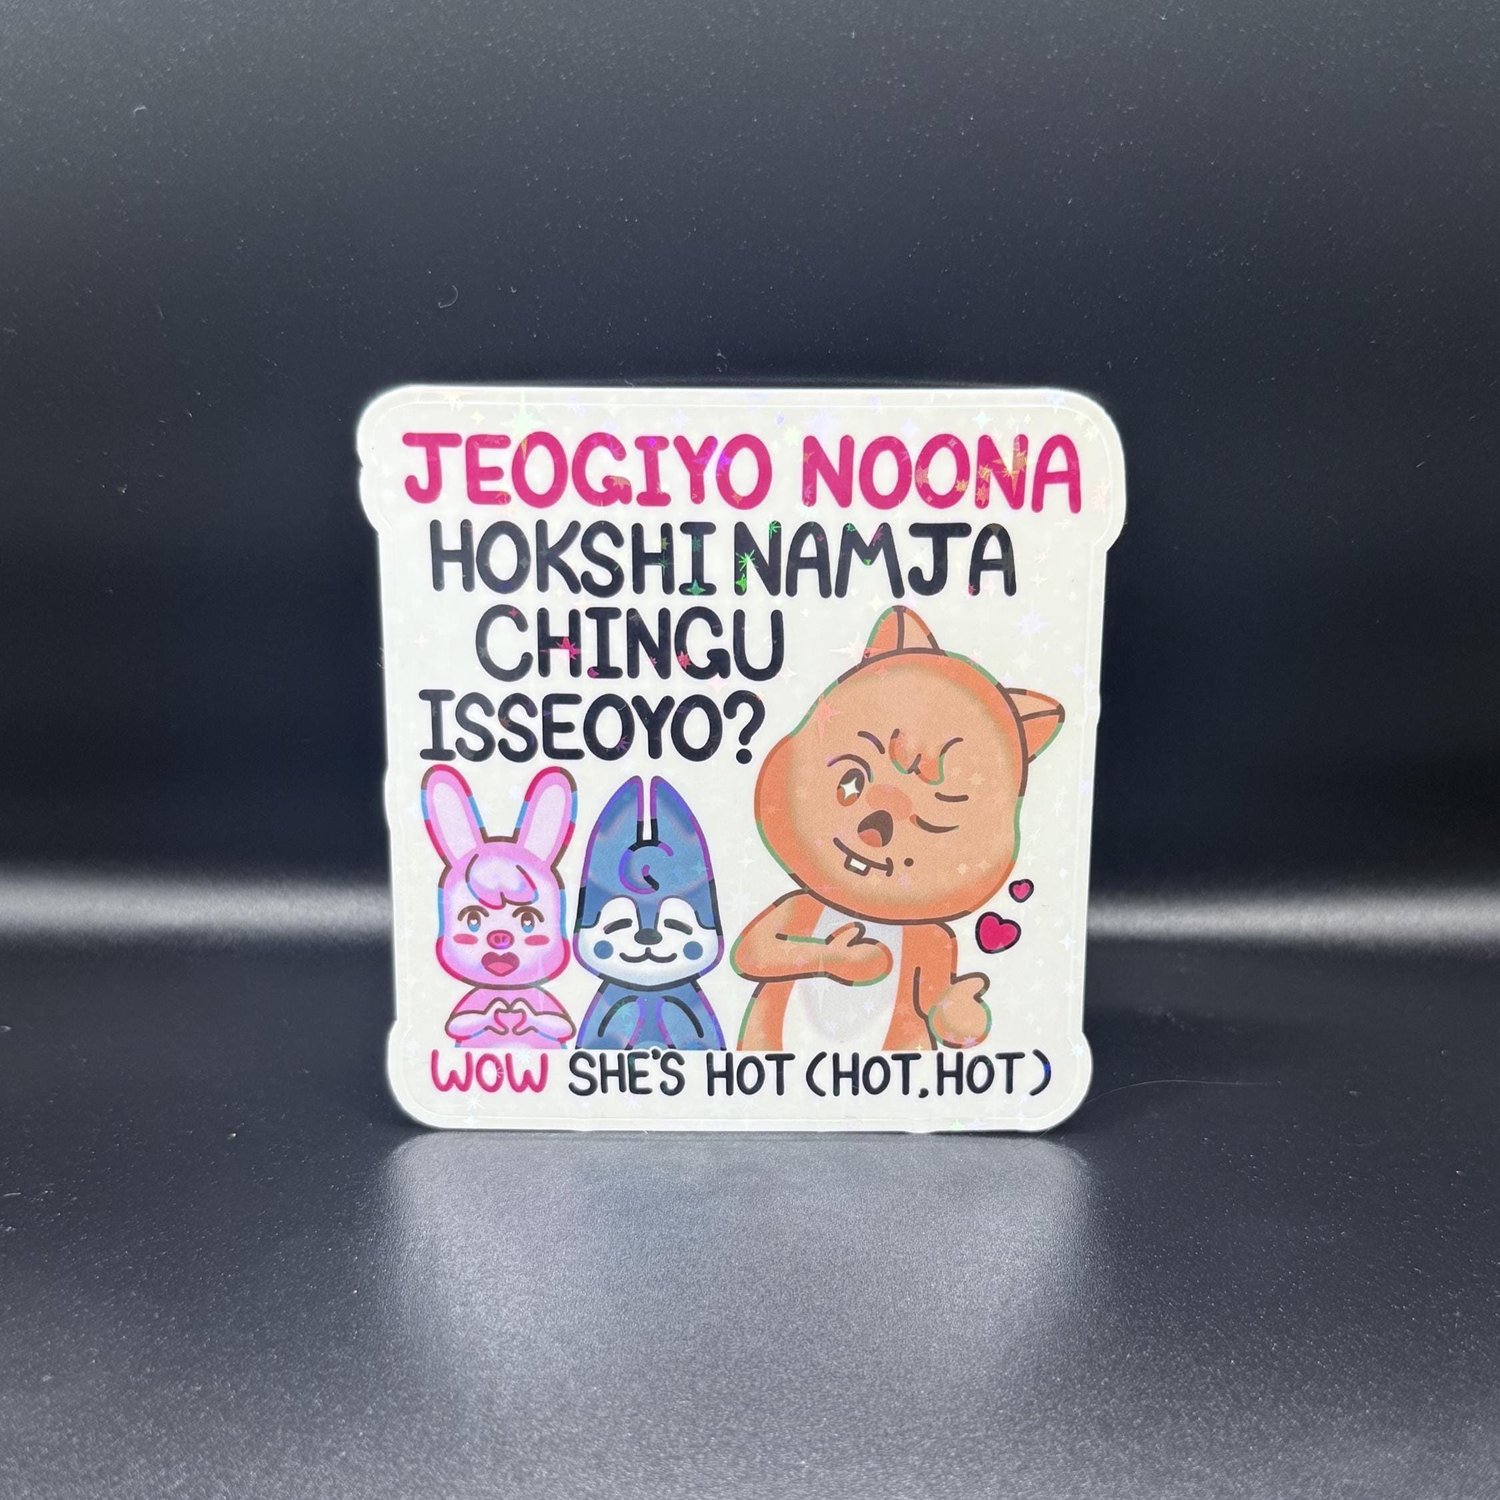 JEOGIYO NOONA
HOKSHI NAMJA
CHINGU
ISSEOYO?
WOW SHE'S HOT (HOT, HOT)